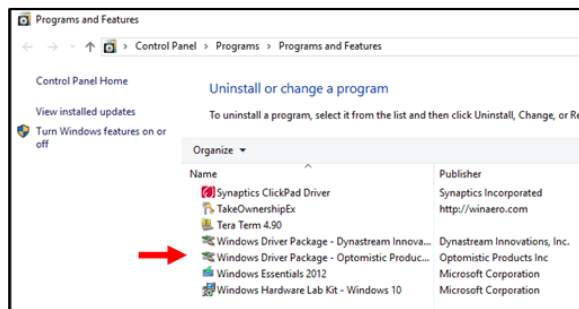 Programs and Features
Control Panel > Programs > Programs and Features
Control Panel Home
View installed updates
Turn Windows features on or
off
Uninstall or change a program
To uninstall a program, select it from the list and then click Uninstall, Change, or Re
Organize
Name Publisher
Synaptics ClickPad Driver Synaptics Incorporated
TakeOwnershipEx http://winaero.com
Tera Term 4.90
Windows Driver Package - Dynastream Innova... Dynastream Innovations, Inc.
Windows Driver Package - Optomistic Produc... Optomistic Products Inc
Windows Essentials 2012 Microsoft Corporation
Windows Hardware Lab Kit - Windows 10 Microsoft Corporation